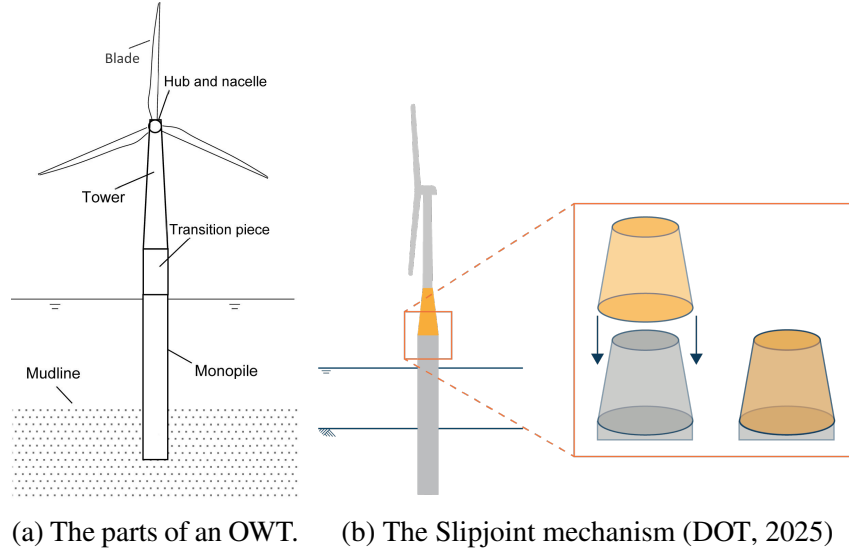 Blade
Hub and nacelle
Tower
Transition piece
Monopile
Mudline
(a) The parts of an OWT.
(b) The Slipjoint mechanism (DOT, 2025)